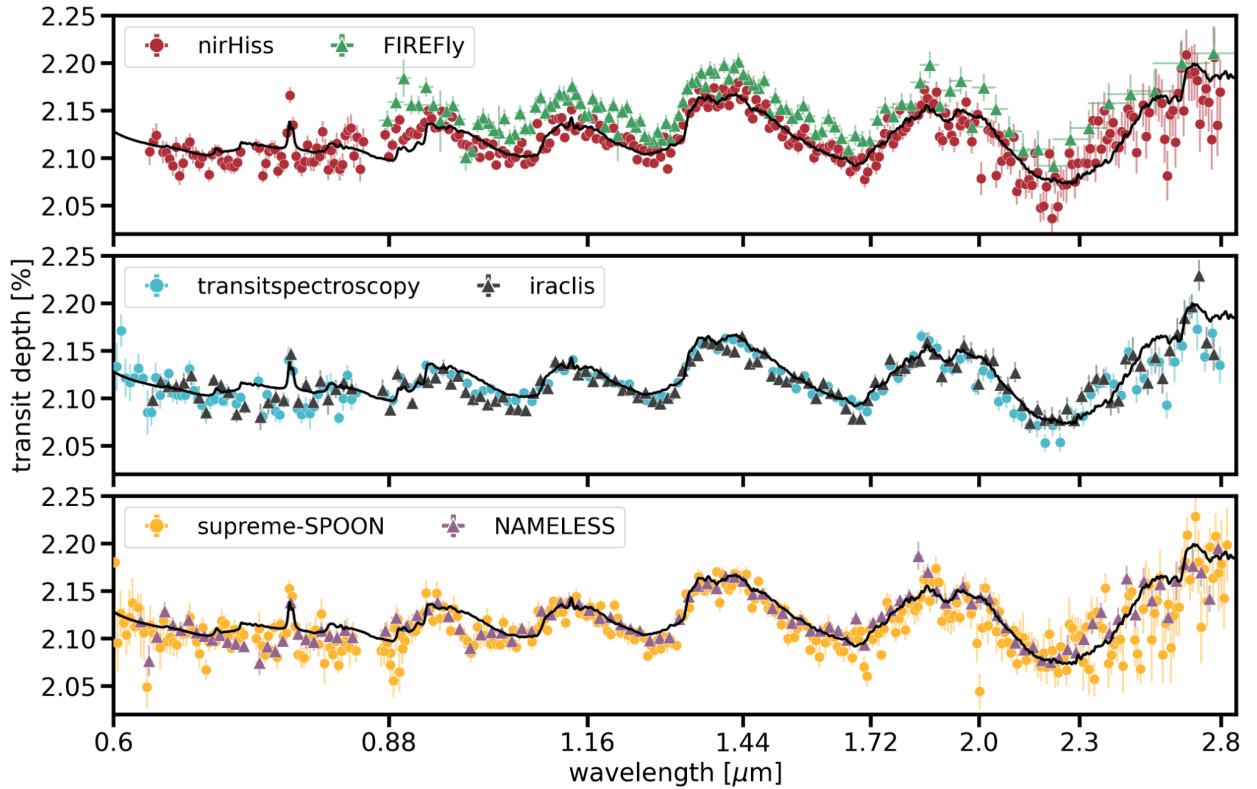 2.25
2.20
2.15
2.10
2.05
nirHiss
FIREFly
2.25
2.20
2.15
2.10
2.05
transitspectroscopy
iraclis
transit depth [%]
2.25
2.20
2.15
2.10
2.05
supreme-SPOON
NAMELESS
0.6 0.88 1.16 1.44 1.72 2.0 2.3 2.8
wavelength [μm]